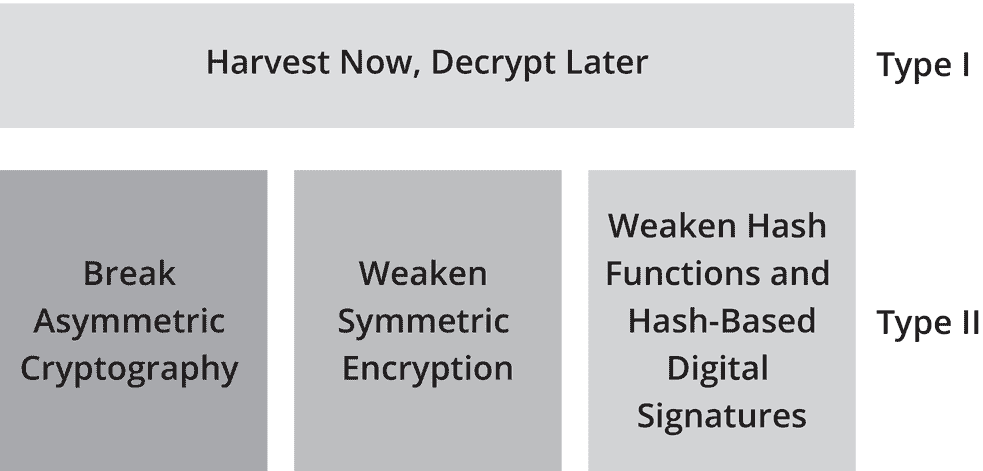 Harvest Now, Decrypt Later
Type I
Break
Asymmetric
Cryptography
Weaken
Symmetric
Encryption
Weaken Hash
Functions and
Hash-Based
Digital
Signatures
Type II